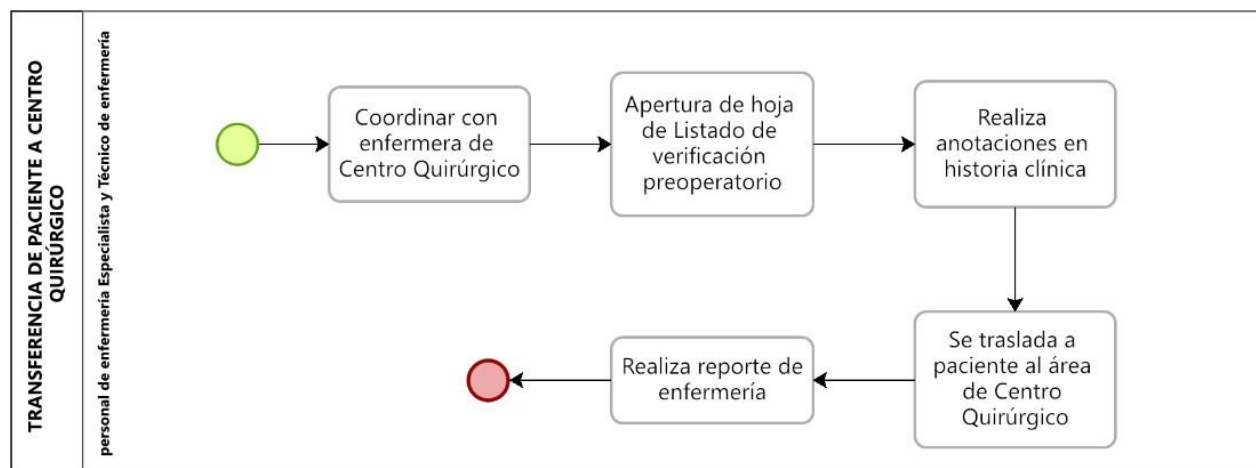 TRANSFERENCIA DE PACIENTE A CENTRO
QUIRÚRGICO
personal de enfermería Especialista y Técnico de enfermería
Coordinar con
enfermera de
Centro Quirúrgico
Apertura de hoja
de Listado de
verificación
preoperatorio
Realiza
anotaciones en
historia clínica
Se traslada a
paciente al área
de Centro
Quirúrgico
Realiza reporte de
enfermería